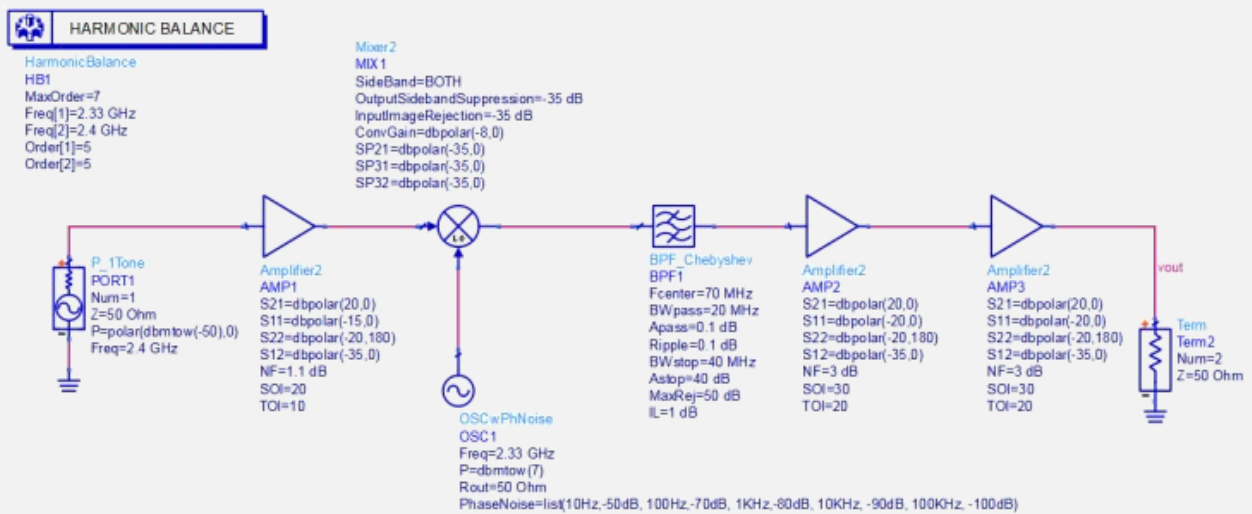 HARMONIC BALANCE
HarmonicBalance
HB1
MaxOrder=7
Freq[1]=2.33 GHz
Freq[2]=2.4 GHz
Order[1]=5
Order[2]=5
Mixer2
MIX1
SideBand=BOTH
OutputSidebandSuppression=-35 dB
InputImageRejection=-35 dB
ConvGain=dbpolar(-8,0)
SP21=dbpolar(-35,0)
SP31=dbpolar(-35,0)
SP32=dbpolar(-35,0)
P_1Tone
PORT1
Num=1
Z=50 Ohm
P=polar(dbmtow(-50),0)
Freq=2.4 GHz
Amplifier2
AMP1
S21=dbpolar(20,0)
S11=dbpolar(-15,0)
S22=dbpolar(-20,180)
S12=dbpolar(-35,0)
NF=1.1 dB
SOI=20
TOI=10
LO
OSCwPhNoise
OSC1
Freq=2.33 GHz
P=dbmtow(7)
Rout=50 Ohm
PhaseNoise=list(10Hz,-50dB, 100Hz,-70dB, 1KHz,-80dB, 10KHz, -90dB, 100KHz, -100dB)
BPF_Chebyshev
BPF1
Fcenter=70 MHz
BWpass=20 MHz
Apass=0.1 dB
Ripple=0.1 dB
BWstop=40 MHz
Astop=40 dB
MaxRej=50 dB
IL=1 dB
Amplifier2
AMP2
S21=dbpolar(20,0)
S11=dbpolar(-20,0)
S22=dbpolar(-20,180)
S12=dbpolar(-35,0)
NF=3 dB
SOI=30
TOI=20
Amplifier2
AMP3
S21=dbpolar(20,0)
S11=dbpolar(-20,0)
S22=dbpolar(-20,180)
S12=dbpolar(-35,0)
NF=3 dB
SOI=30
TOI=20
vout
Term
Term2
Num=2
Z=50 Ohm